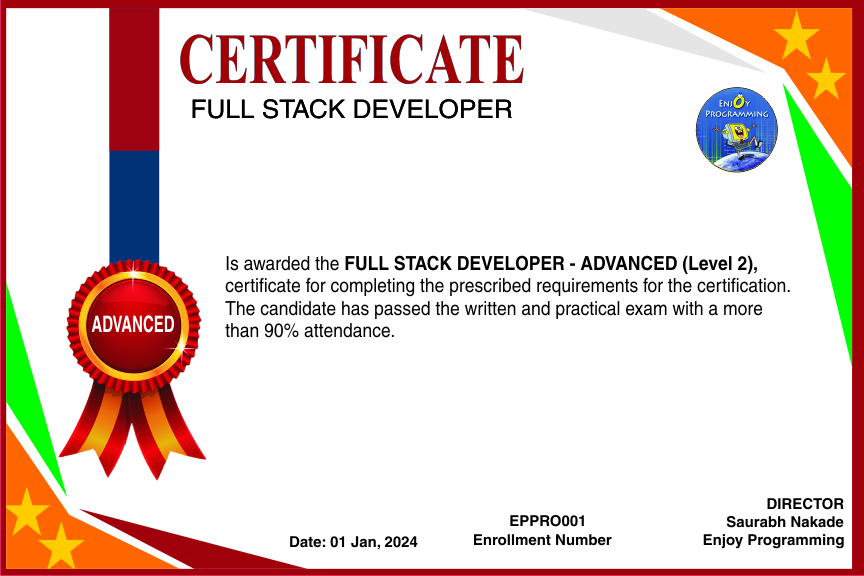 CERTIFICATE
FULL STACK DEVELOPER
ENJOY
PROGRAMMING
Is awarded the FULL STACK DEVELOPER - ADVANCED (Level 2),
certificate for completing the prescribed requirements for the certification.
The candidate has passed the written and practical exam with a more
than 90% attendance.
ADVANCED
Date: 01 Jan, 2024
EPPRO001
Enrollment Number
DIRECTOR
Saurabh Nakade
Enjoy Programming